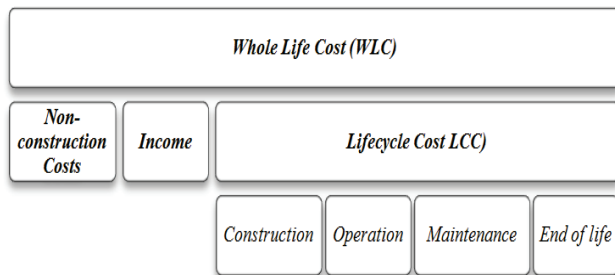 Whole Life Cost (WLC)
Non-
construction
Costs
Income
Lifecycle Cost LCC)
Construction
Operation
Maintenance
End of life